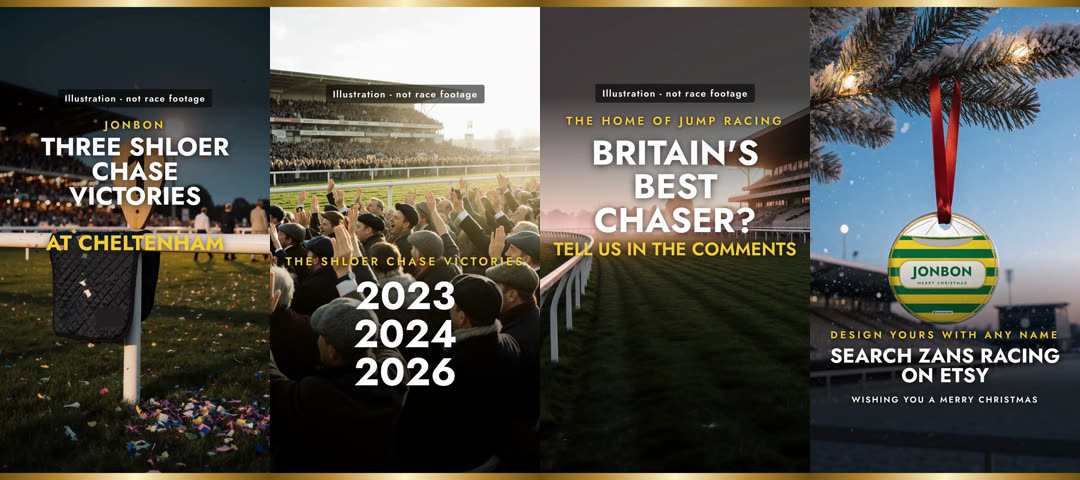 Illustration - not race footage
JONBON
THREE SHLOER
CHASE
VICTORIES
AT CHELTENHAM
Illustration - not race footage
THE SHLOER CHASE VICTORIES
2023
2024
2026
Illustration - not race footage
THE HOME OF JUMP RACING
BRITAIN'S
BEST
CHASER?
TELL US IN THE COMMENTS
JONBON
MERRY CHRISTMAS
DESIGN YOURS WITH ANY NAME
SEARCH ZANS RACING
ON ETSY
WISHING YOU A MERRY CHRISTMAS